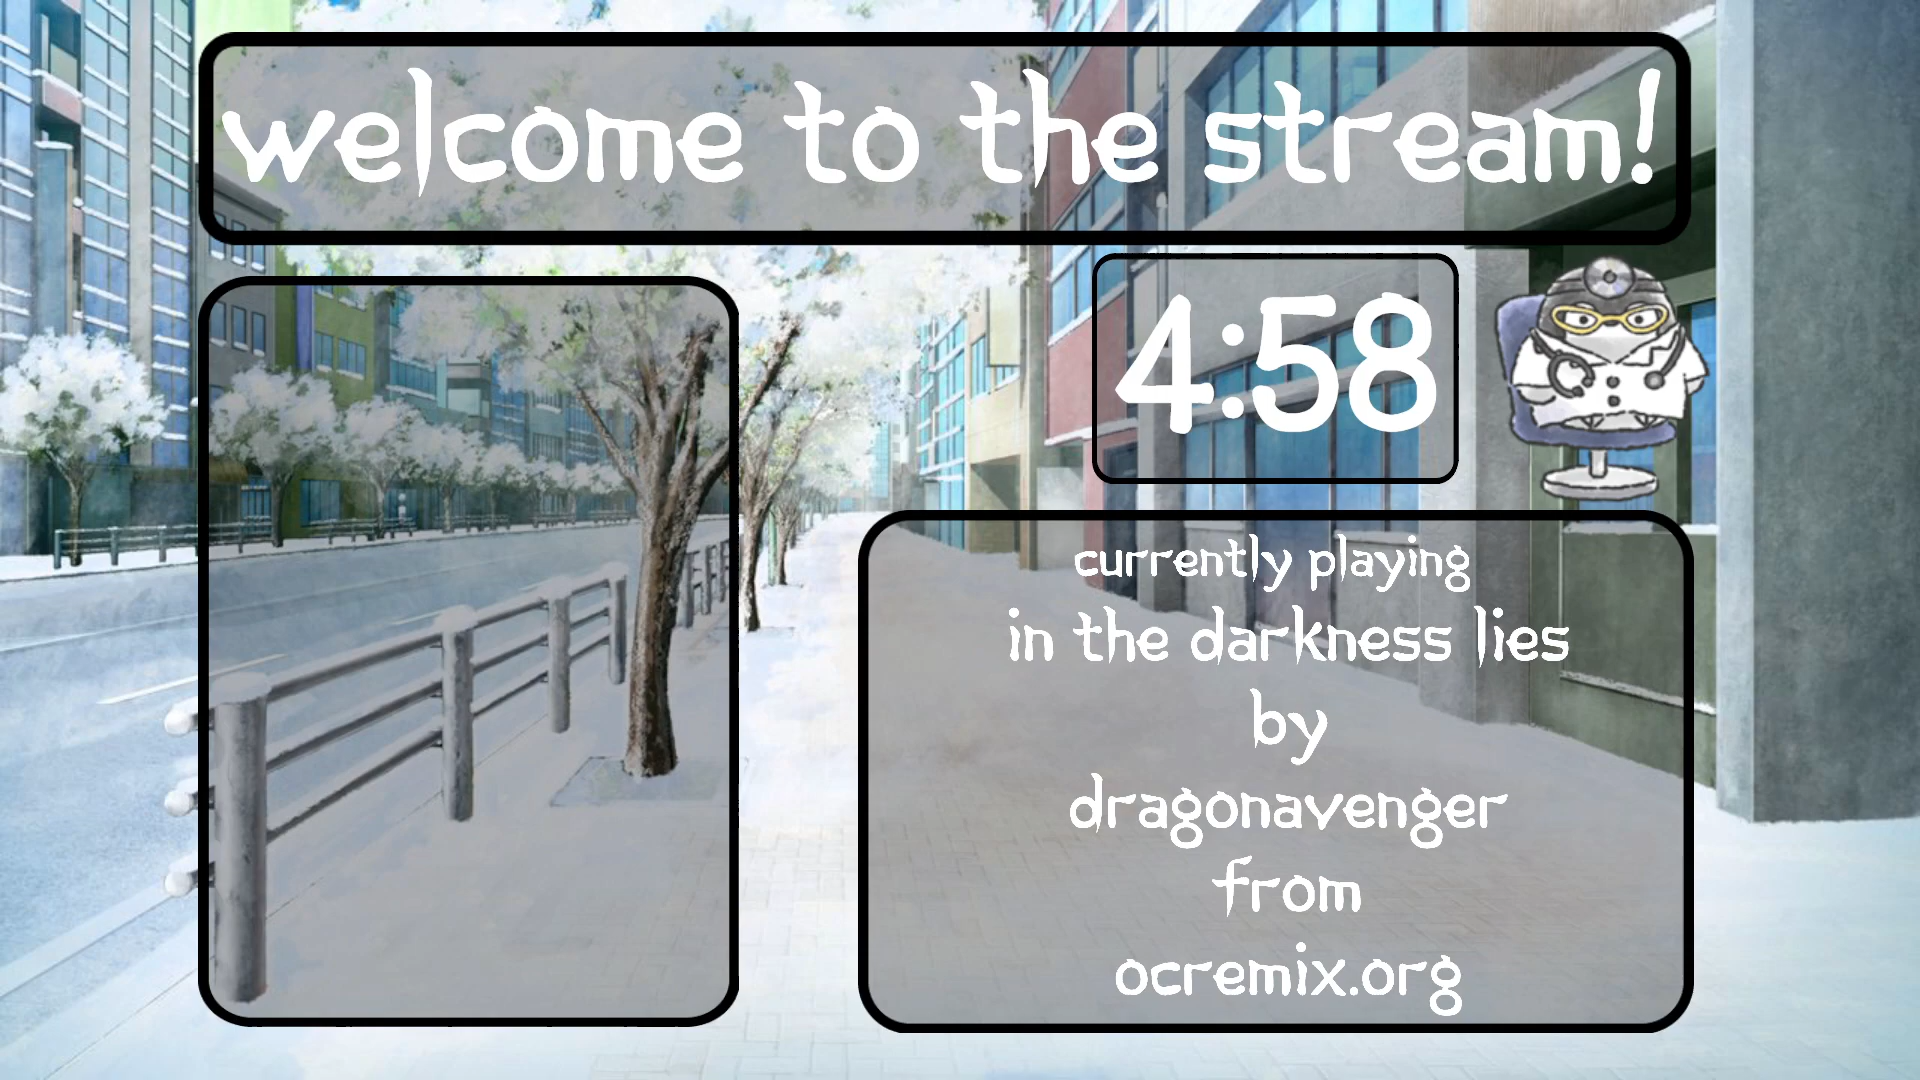 welcome to the stream!
4:58
currently playing
in the darkness lies
by
dragonavenger
from
ocremix.org